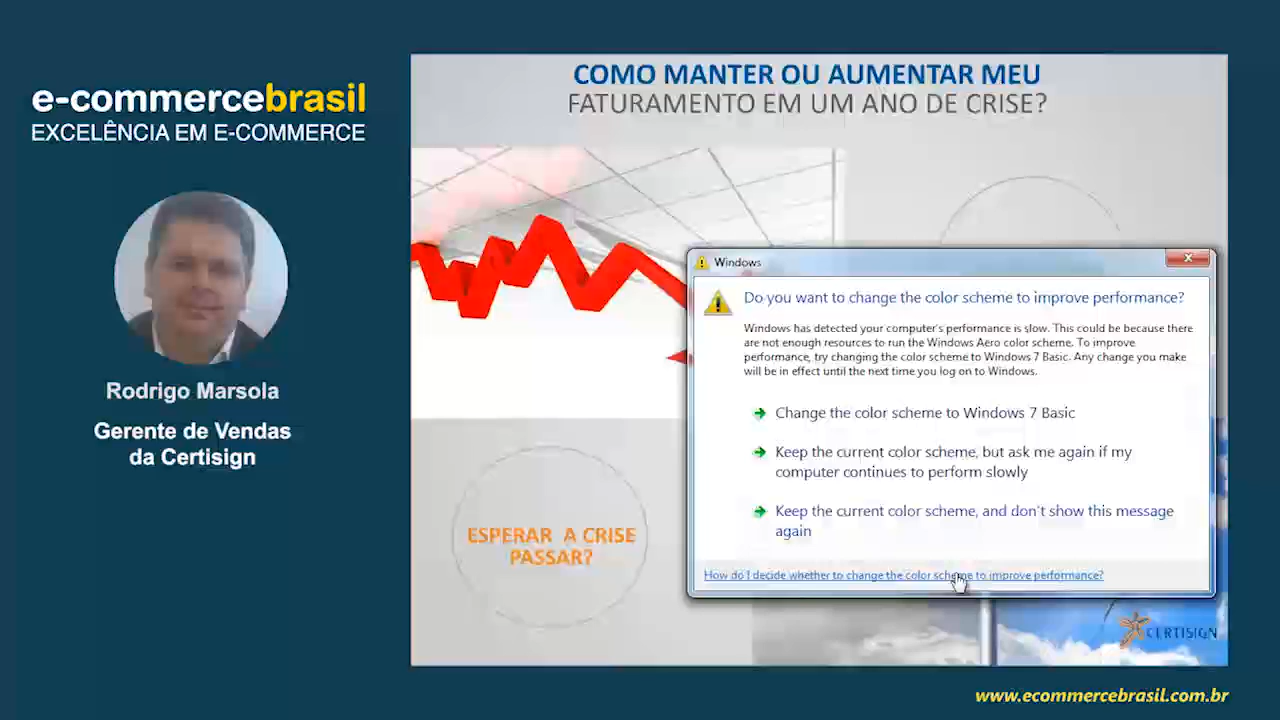 e-commercebrasil
EXCELÊNCIA EM E-COMMERCE
Rodrigo Marsola
Gerente de Vendas
da Certisign
COMO MANTER OU AUMENTAR MEU
FATURAMENTO EM UM ANO DE CRISE?
Windows
Do you want to change the color scheme to improve performance?
Windows has detected your computer's performance is slow. This could be because there
are not enough resources to run the Windows Aero color scheme. To improve
performance, try changing the color scheme to Windows 7 Basic. Any change you make
will be in effect until the next time you log on to Windows.
Change the color scheme to Windows 7 Basic
Keep the current color scheme, but ask me again if my
computer continues to perform slowly
Keep the current color scheme, and don't show this message
again
How do I decide whether to change the color scheme to improve performance?
ESPERAR A CRISE
PASSAR?
CERTISIGN
www.ecommercebrasil.com.br